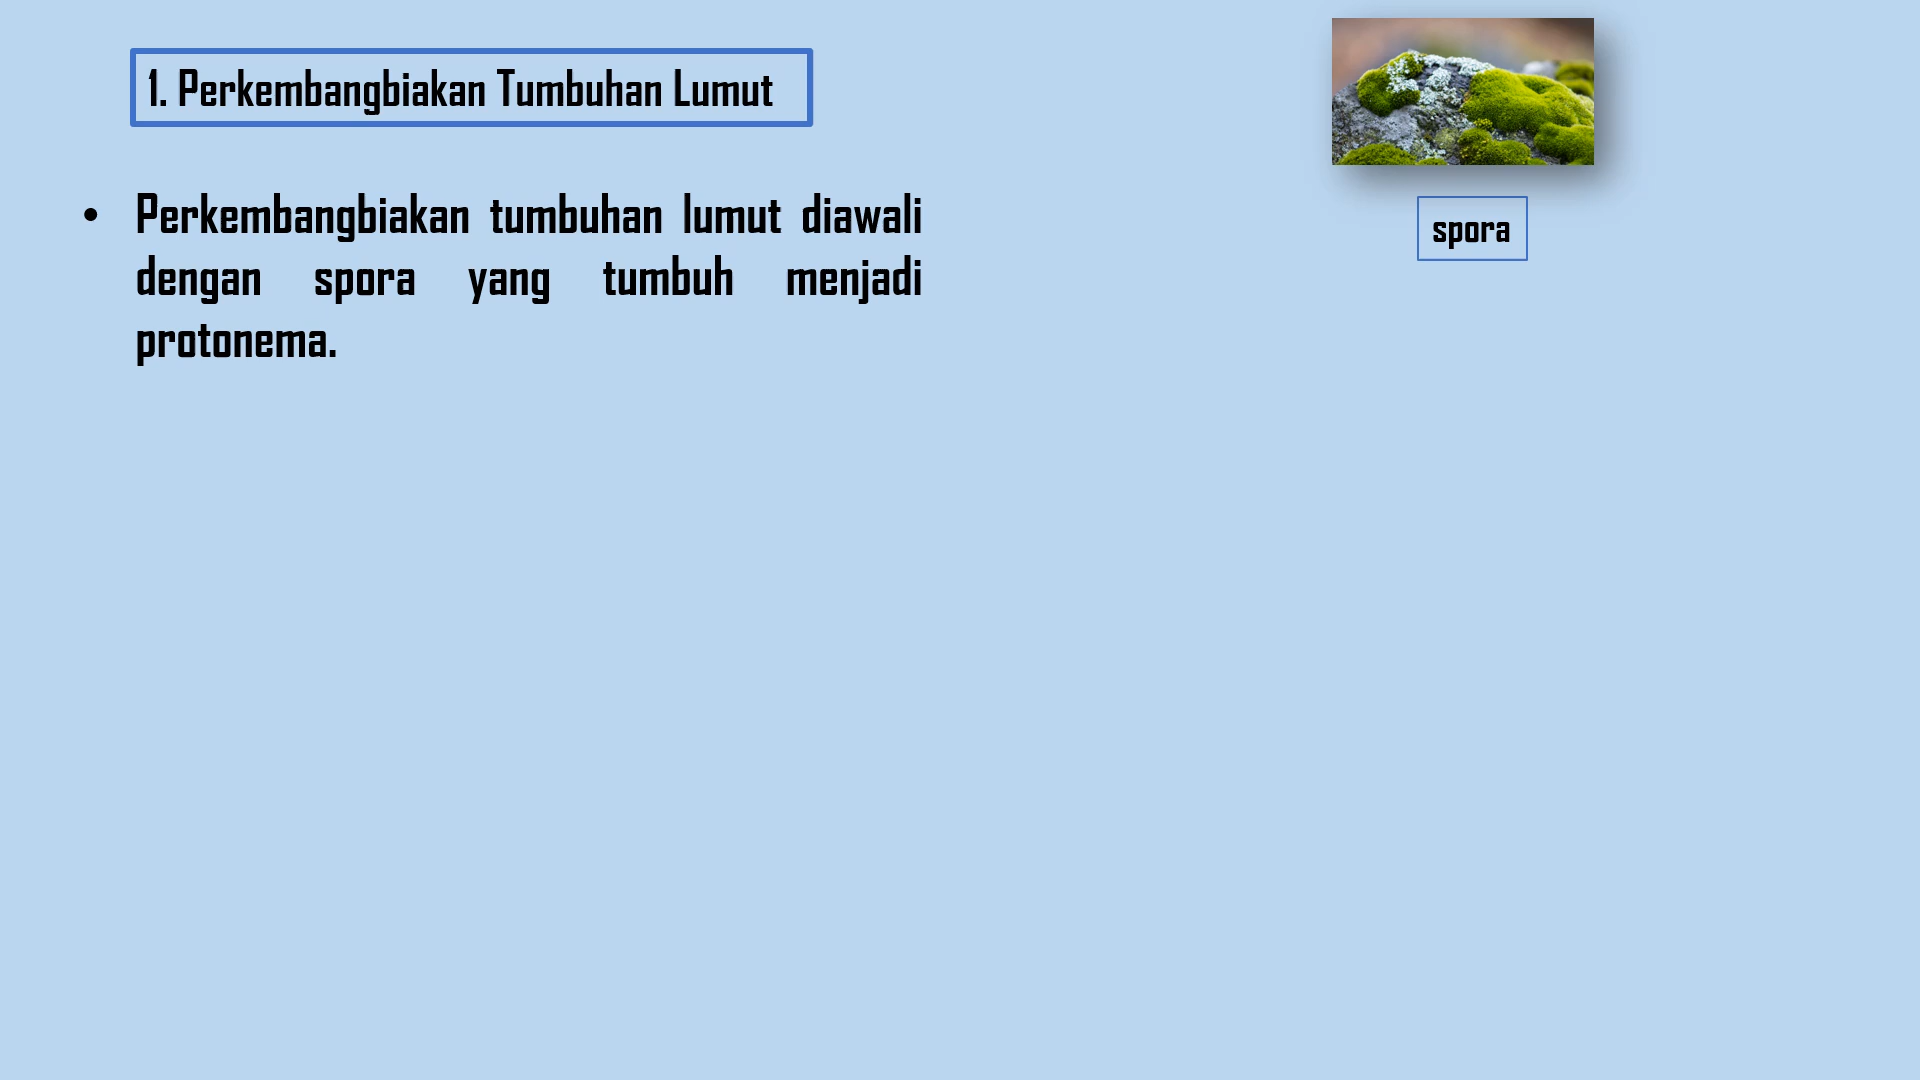 1. Perkembangbiakan Tumbuhan Lumut
• Perkembangbiakan tumbuhan lumut diawali
dengan spora yang tumbuh menjadi
protonema.
spora